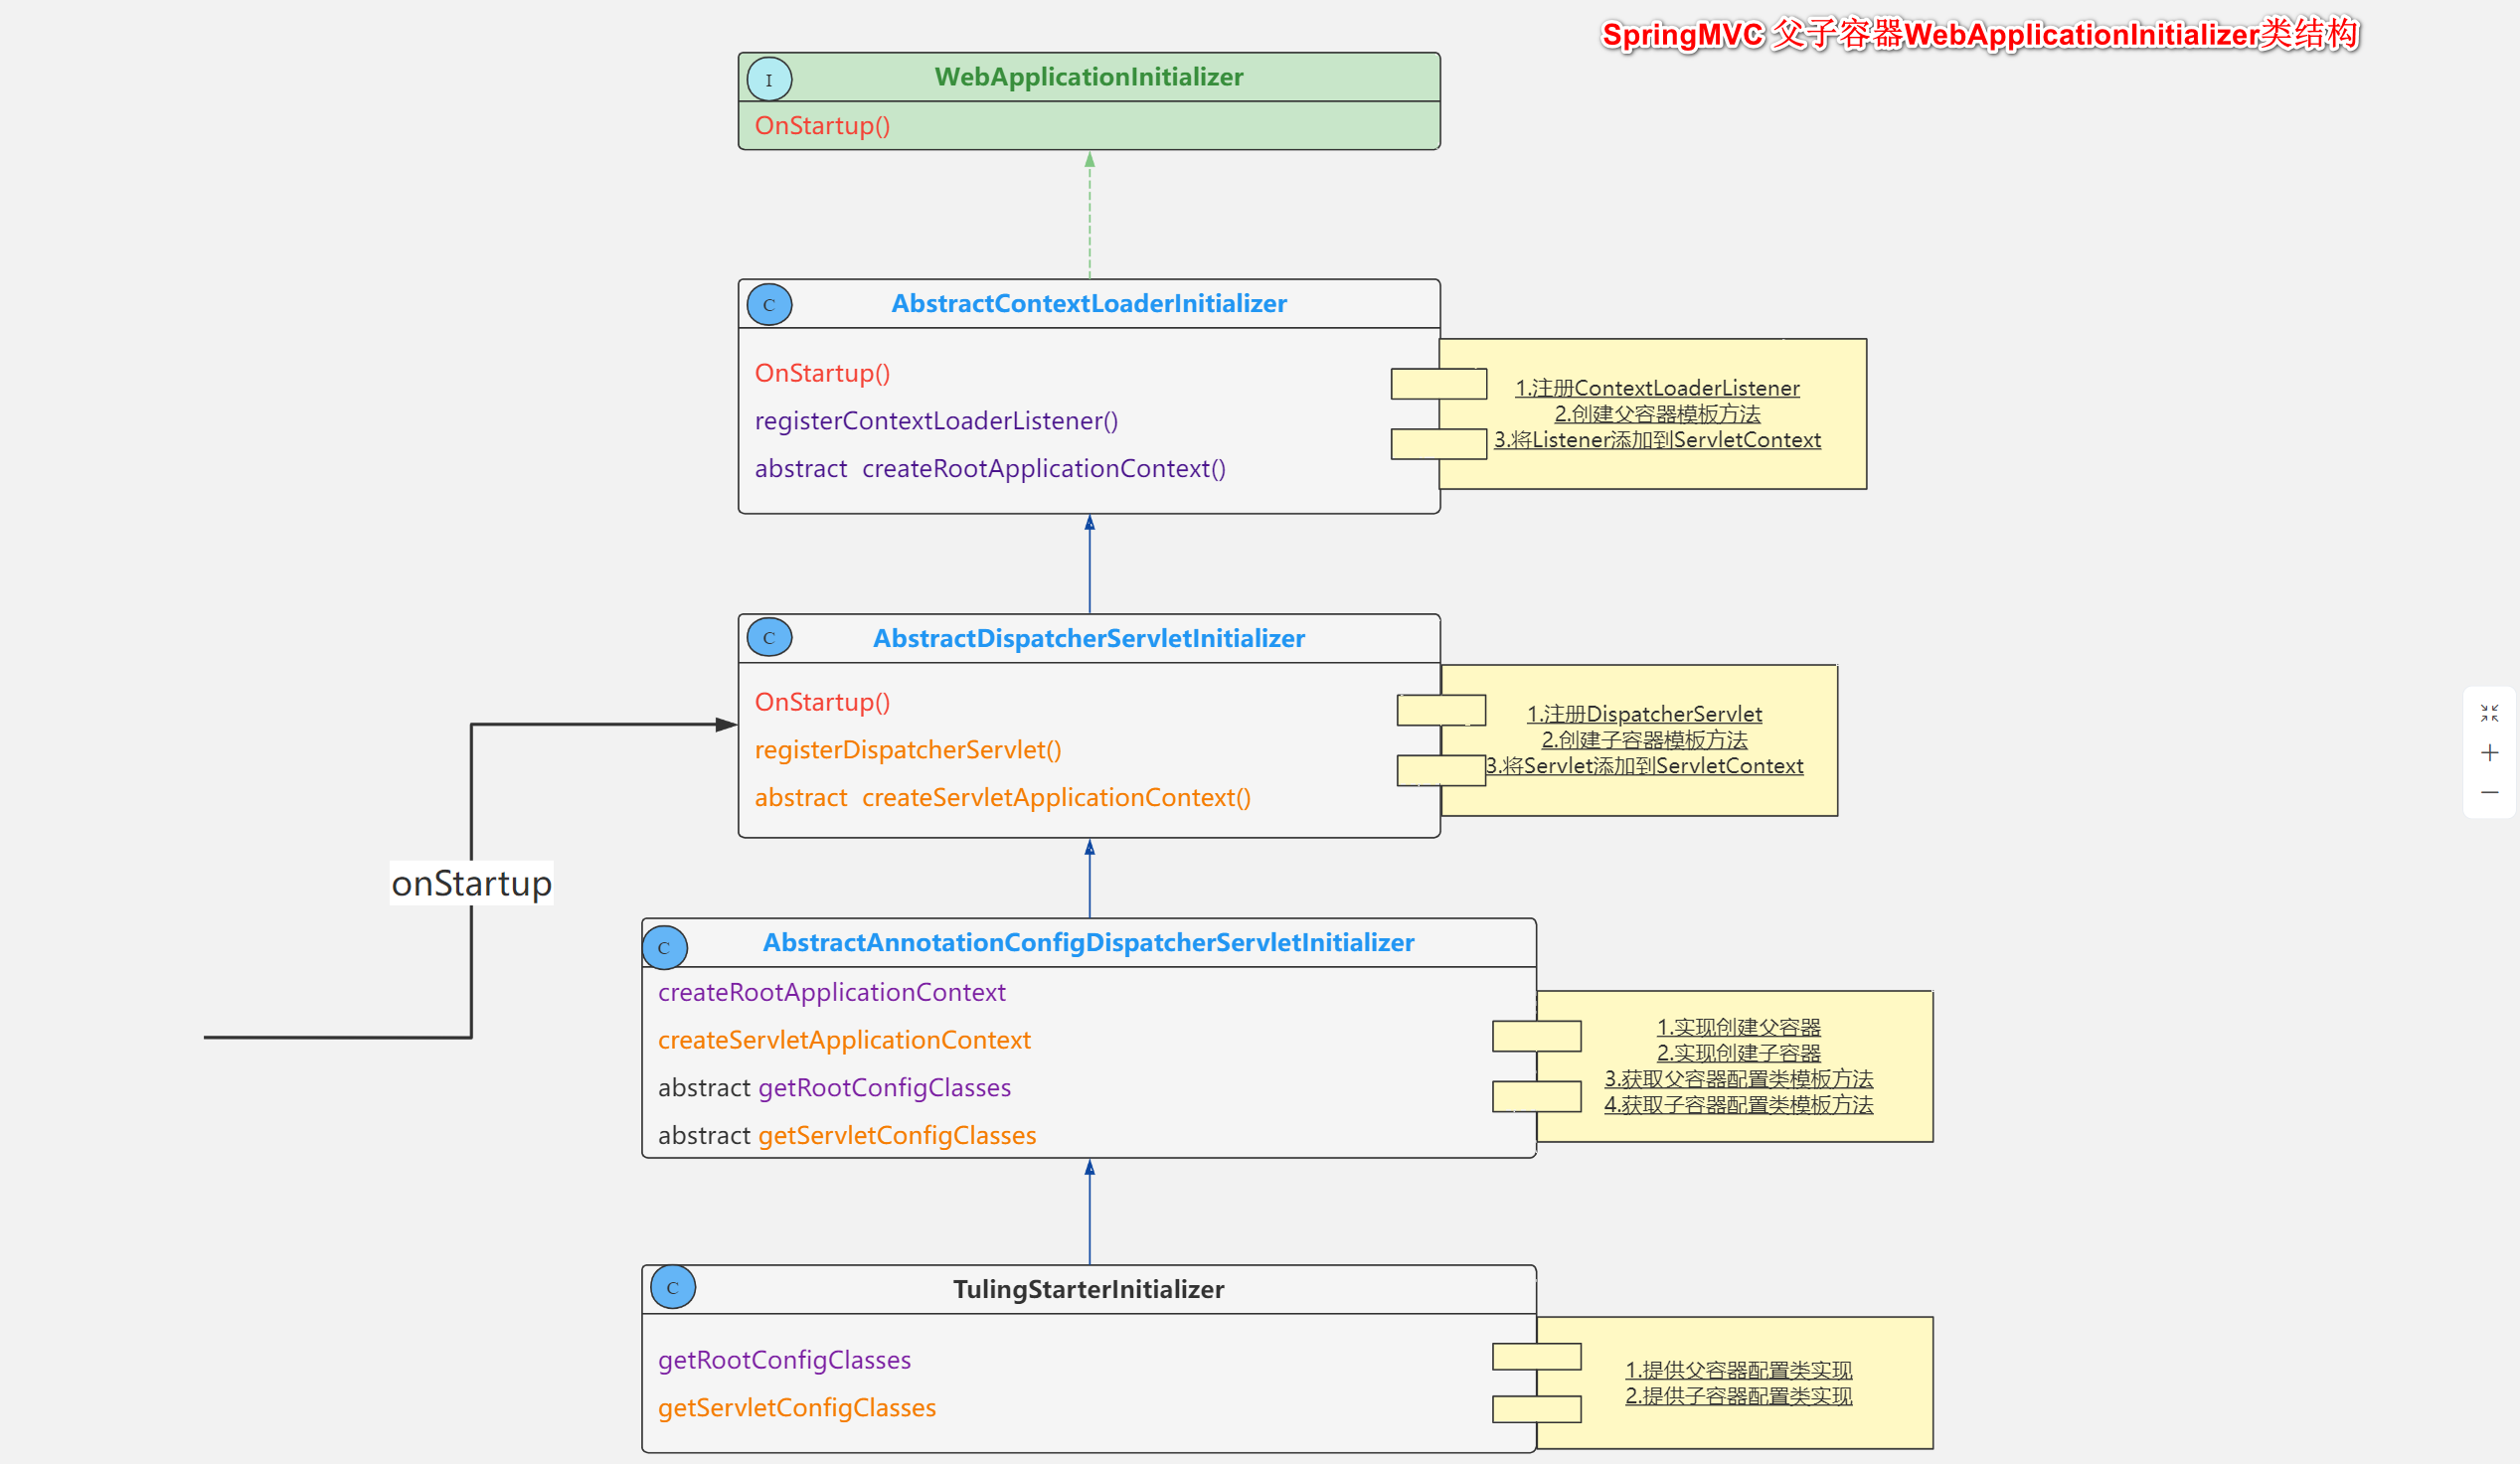 SpringMVC 父子容器WebApplicationInitializer类结构
I
WebApplicationInitializer
OnStartup()
C
AbstractContextLoaderInitializer
OnStartup()
registerContextLoaderListener()
abstract  createRootApplicationContext()
1.注册ContextLoaderListener
2.创建父容器模板方法
3.将Listener添加到ServletContext
C
AbstractDispatcherServletInitializer
OnStartup()
registerDispatcherServlet()
abstract  createServletApplicationContext()
1.注册DispatcherServlet
2.创建子容器模板方法
3.将Servlet添加到ServletContext
onStartup
C
AbstractAnnotationConfigDispatcherServletInitializer
createRootApplicationContext
createServletApplicationContext
abstract getRootConfigClasses
abstract getServletConfigClasses
1.实现创建父容器
2.实现创建子容器
3.获取父容器配置类模板方法
4.获取子容器配置类模板方法
C
TulingStarterInitializer
getRootConfigClasses
getServletConfigClasses
1.提供父容器配置类实现
2.提供子容器配置类实现